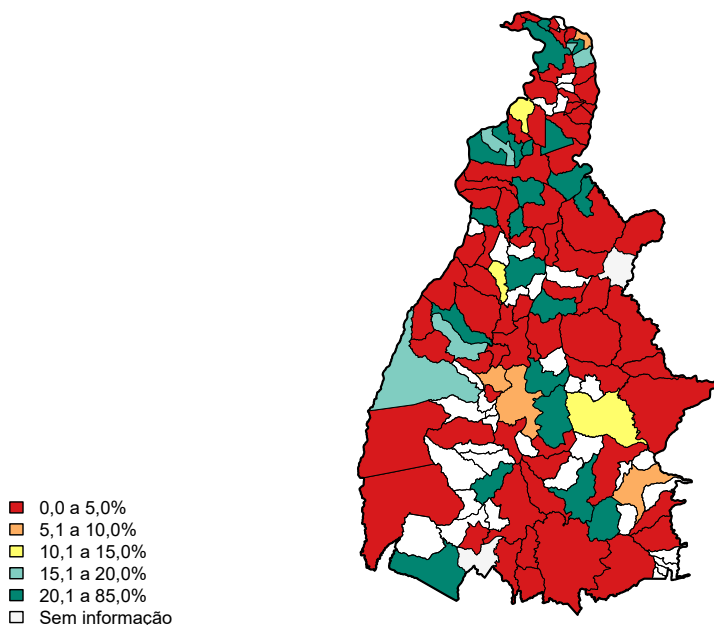 0,0 a 5,0%
5,1 a 10,0%
10,1 a 15,0%
15,1 a 20,0%
20,1 a 85,0%
Sem informação